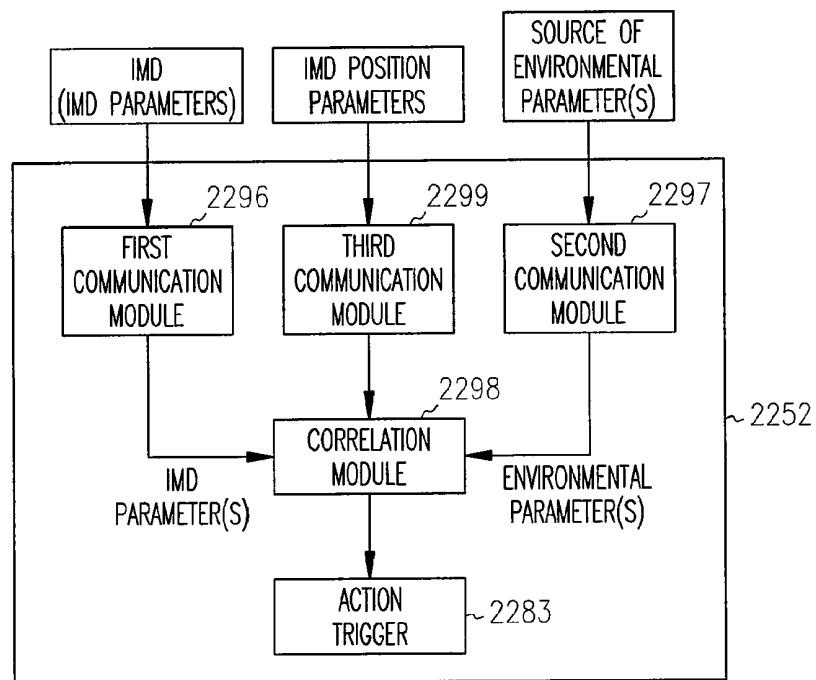 IMD
(IMD PARAMETERS)
IMD POSITION
PARAMETERS
SOURCE OF
ENVIRONMENTAL
PARAMETER(S)
2296
2299
2297
FIRST
COMMUNICATION
MODULE
THIRD
COMMUNICATION
MODULE
SECOND
COMMUNICATION
MODULE
2298
2252
CORRELATION
MODULE
IMD
PARAMETER(S)
ENVIRONMENTAL
PARAMETER(S)
ACTION
TRIGGER
2283